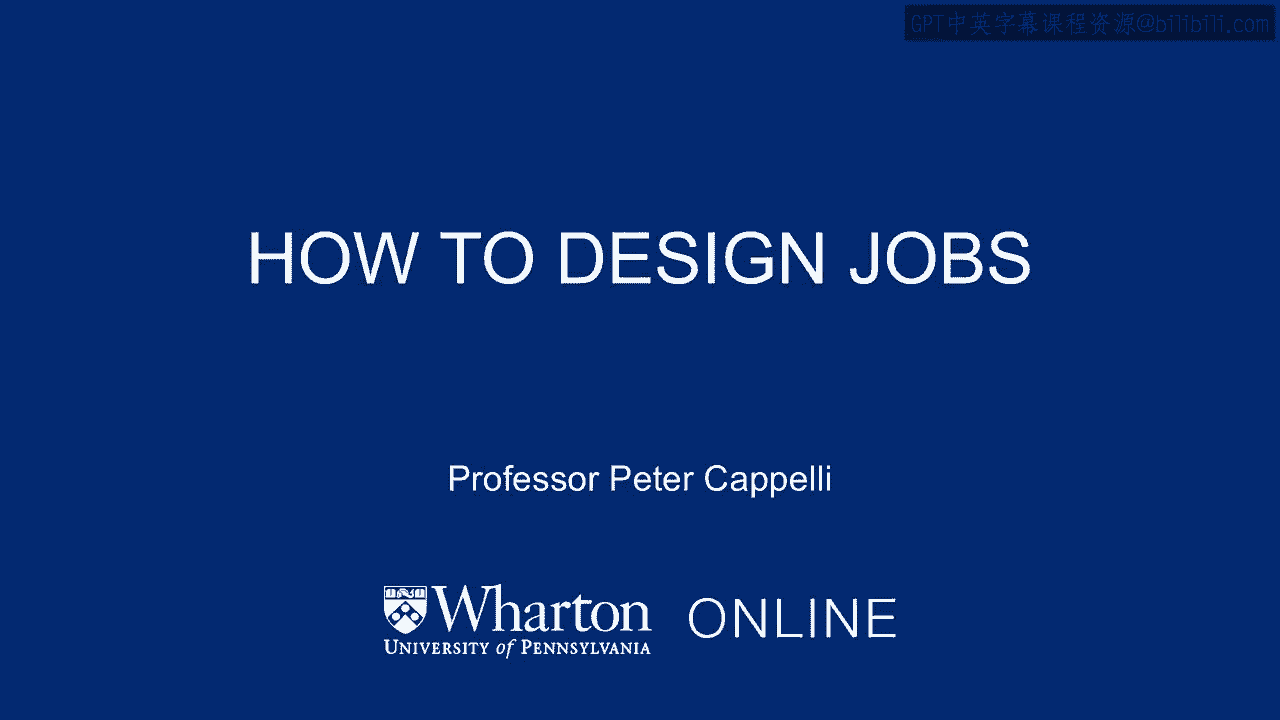 GPT中英字幕课程资源@bilibili.com
HOW TO DESIGN JOBS
Professor Peter Cappelli
Wharton ONLINE
UNIVERSITY of PENNSYLVANIA